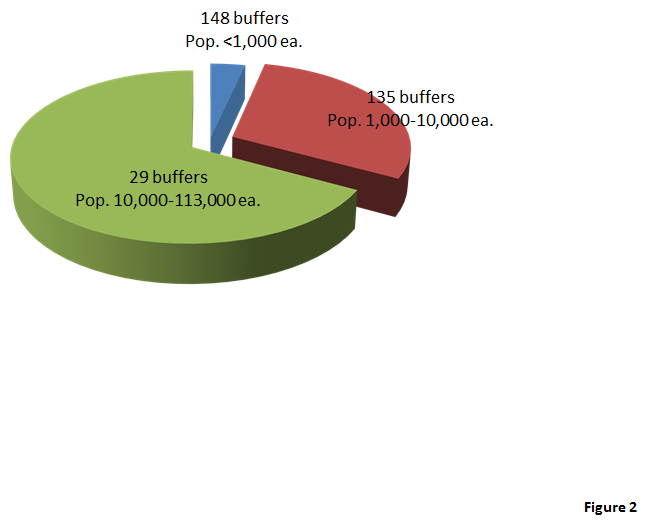 148 buffers
Pop. <1,000 ea.
135 buffers
Pop. 1,000-10,000 ea.
29 buffers
Pop. 10,000-113,000 ea.
Figure 2